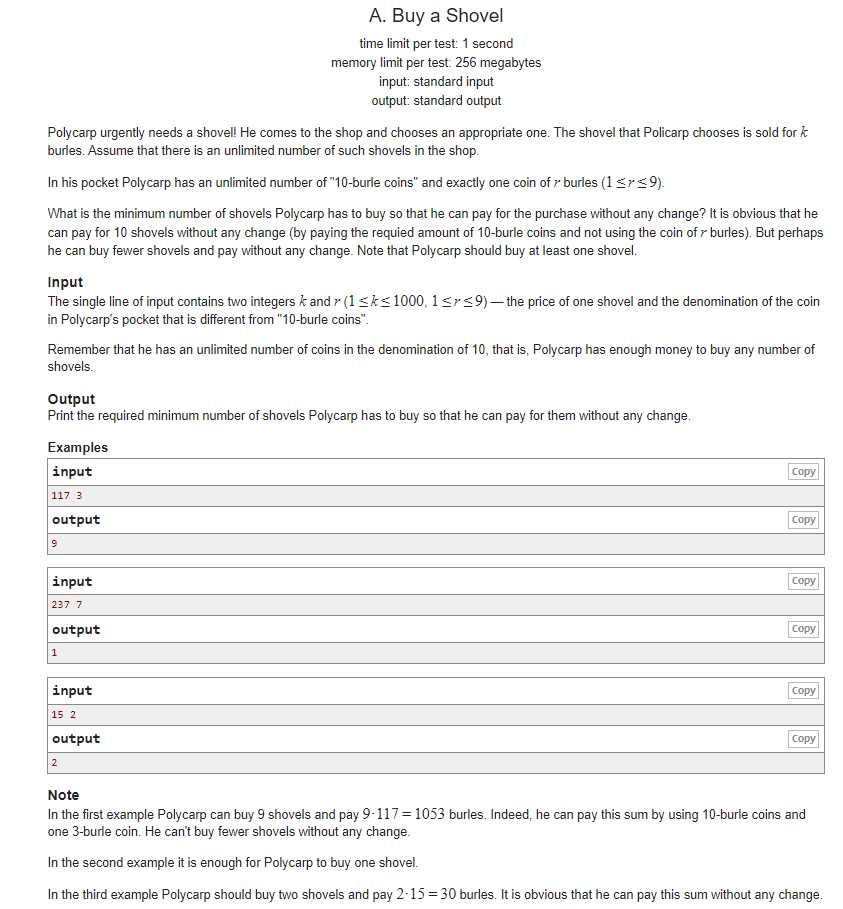 A. Buy a Shovel
time limit per test: 1 second
memory limit per test: 256 megabytes
input: standard input
output: standard output
Polycarp urgently needs a shovel! He comes to the shop and chooses an appropriate one. The shovel that Policarp chooses is sold for k
burles. Assume that there is an unlimited number of such shovels in the shop.
In his pocket Polycarp has an unlimited number of "10-burle coins" and exactly one coin of r burles (1 ≤ r ≤ 9).
What is the minimum number of shovels Polycarp has to buy so that he can pay for the purchase without any change? It is obvious that he
can pay for 10 shovels without any change (by paying the requied amount of 10-burle coins and not using the coin of r burles). But perhaps
he can buy fewer shovels and pay without any change. Note that Polycarp should buy at least one shovel.
Input
The single line of input contains two integers k and r (1 ≤ k ≤ 1000, 1 ≤ r ≤ 9) — the price of one shovel and the denomination of the coin
in Polycarp's pocket that is different from "10-burle coins".
Remember that he has an unlimited number of coins in the denomination of 10, that is, Polycarp has enough money to buy any number of
shovels.
Output
Print the required minimum number of shovels Polycarp has to buy so that he can pay for them without any change.
Examples
input Copy
117 3
output Copy
9
input Copy
237 7
output Copy
1
input Copy
15 2
output Copy
2
Note
In the first example Polycarp can buy 9 shovels and pay 9·117 = 1053 burles. Indeed, he can pay this sum by using 10-burle coins and
one 3-burle coin. He can't buy fewer shovels without any change.
In the second example it is enough for Polycarp to buy one shovel.
In the third example Polycarp should buy two shovels and pay 2·15 = 30 burles. It is obvious that he can pay this sum without any change.